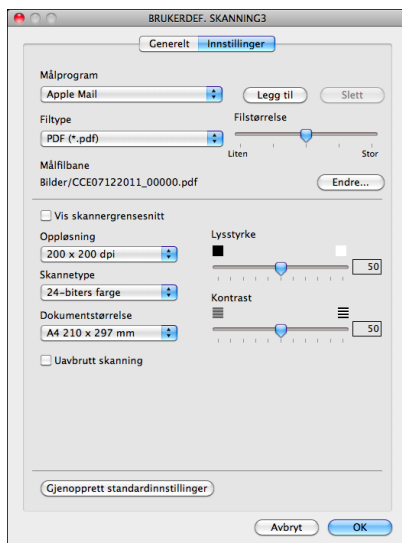 BRUKERDEF. SKANNING3
Generelt Innstillinger
Målprogram
Apple Mail Legg til Slett
Filtype Filstørrelse
PDF (*.pdf)
Liten Stor
Målfilbane
Bilder/CCE07122011_00000.pdf Endre...
Vis skannergrensesnitt
Oppløsning Lysstyrke
200 x 200 dpi
50
Skannetype
24-biters farge Kontrast
Dokumentstørrelse
A4 210 x 297 mm 50
Uavbrutt skanning
Gjenopprett standardinnstillinger
Avbryt OK